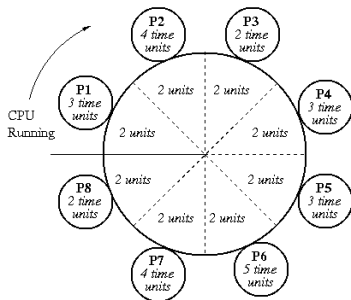 P2
4 time
units
P3
2 time
units
P1
3 time
units
2 units
2 units
P4
3 time
units
CPU
Running
2 units
2 units
P8
2 time
units
2 units
2 units
P5
3 time
units
2 units
2 units
P7
4 time
units
P6
5 time
units